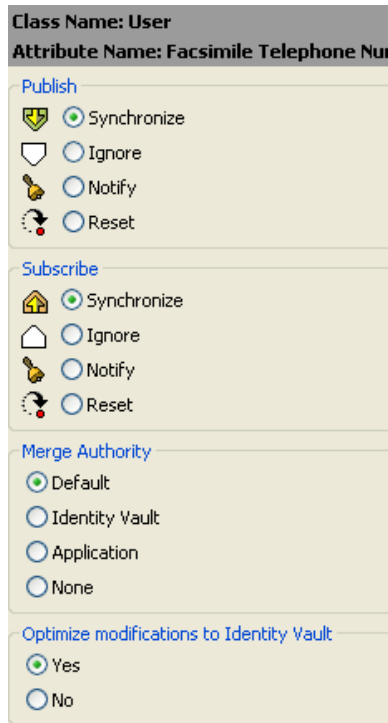 Class Name: User
Attribute Name: Facsimile Telephone
Publish
Synchronize
Ignore
Notify
Reset
Subscribe
Synchronize
Ignore
Notify
Reset
Merge Authority
Default
Identity Vault
Application
None
Optimize modifications to Identity Vault
Yes
No